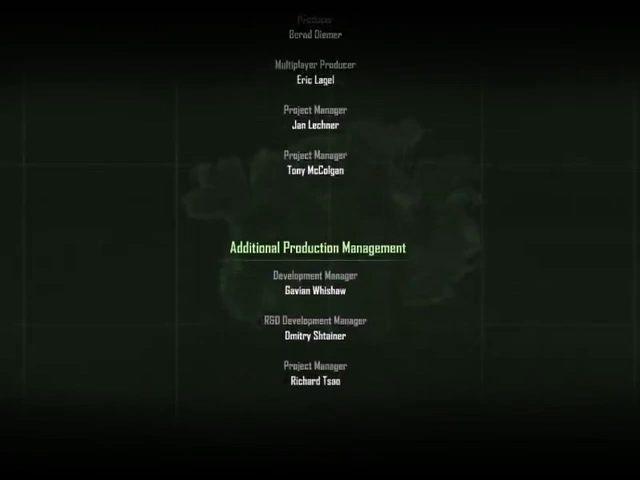 Producer
Bernd Diemer
Multiplayer Producer
Eric Lagel
Project Manager
Jan Lechner
Project Manager
Tony McColgan
Additional Production Management
Development Manager
Gavian Whishaw
R&D Development Manager
Dmitry Shtainer
Project Manager
Richard Tsao